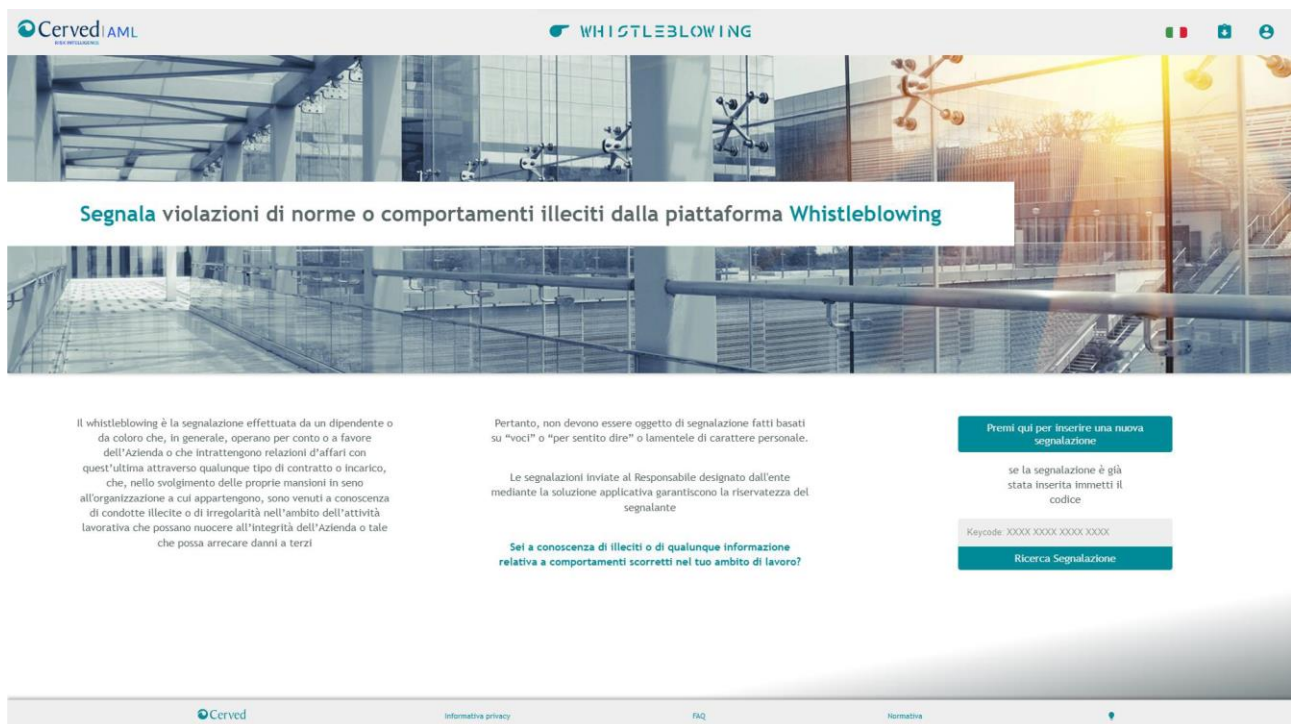 Cerved AML
WHISTLEBLOWING
Segnala violazioni di norme o comportamenti illeciti dalla piattaforma Whistleblowing
Il whistleblowing è la segnalazione effettuata da un dipendente o
da coloro che, in generale, operano per conto o a favore
dell'Azienda o che intrattengono relazioni d'affari con
quest'ultima attraverso qualunque tipo di contratto o incarico,
che, nello svolgimento delle proprie mansioni in seno
all'organizzazione a cui appartengono, sono venuti a conoscenza
di condotte illecite o di irregolarità nell'ambito dell'attività
lavorativa che possano nuocere all'integrità dell'Azienda o tale
che possa arrecare danni a terzi
Pertanto, non devono essere oggetto di segnalazione fatti basati
su “voci” o “per sentito dire” o lamentele di carattere personale.
Le segnalazioni inviate al Responsabile designato dall'ente
mediante la soluzione applicativa garantiscono la riservatezza del
segnalante
Sei a conoscenza di illeciti o di qualunque informazione
relativa a comportamenti scorretti nel tuo ambito di lavoro?
Premi qui per inserire una nuova
segnalazione
se la segnalazione è già
stata inserita immetti il
codice
Keycode: XXXX XXXX XXXX XXXX
Ricerca Segnalazione
Cerved
Informativa privacy
FAQ
Normativa